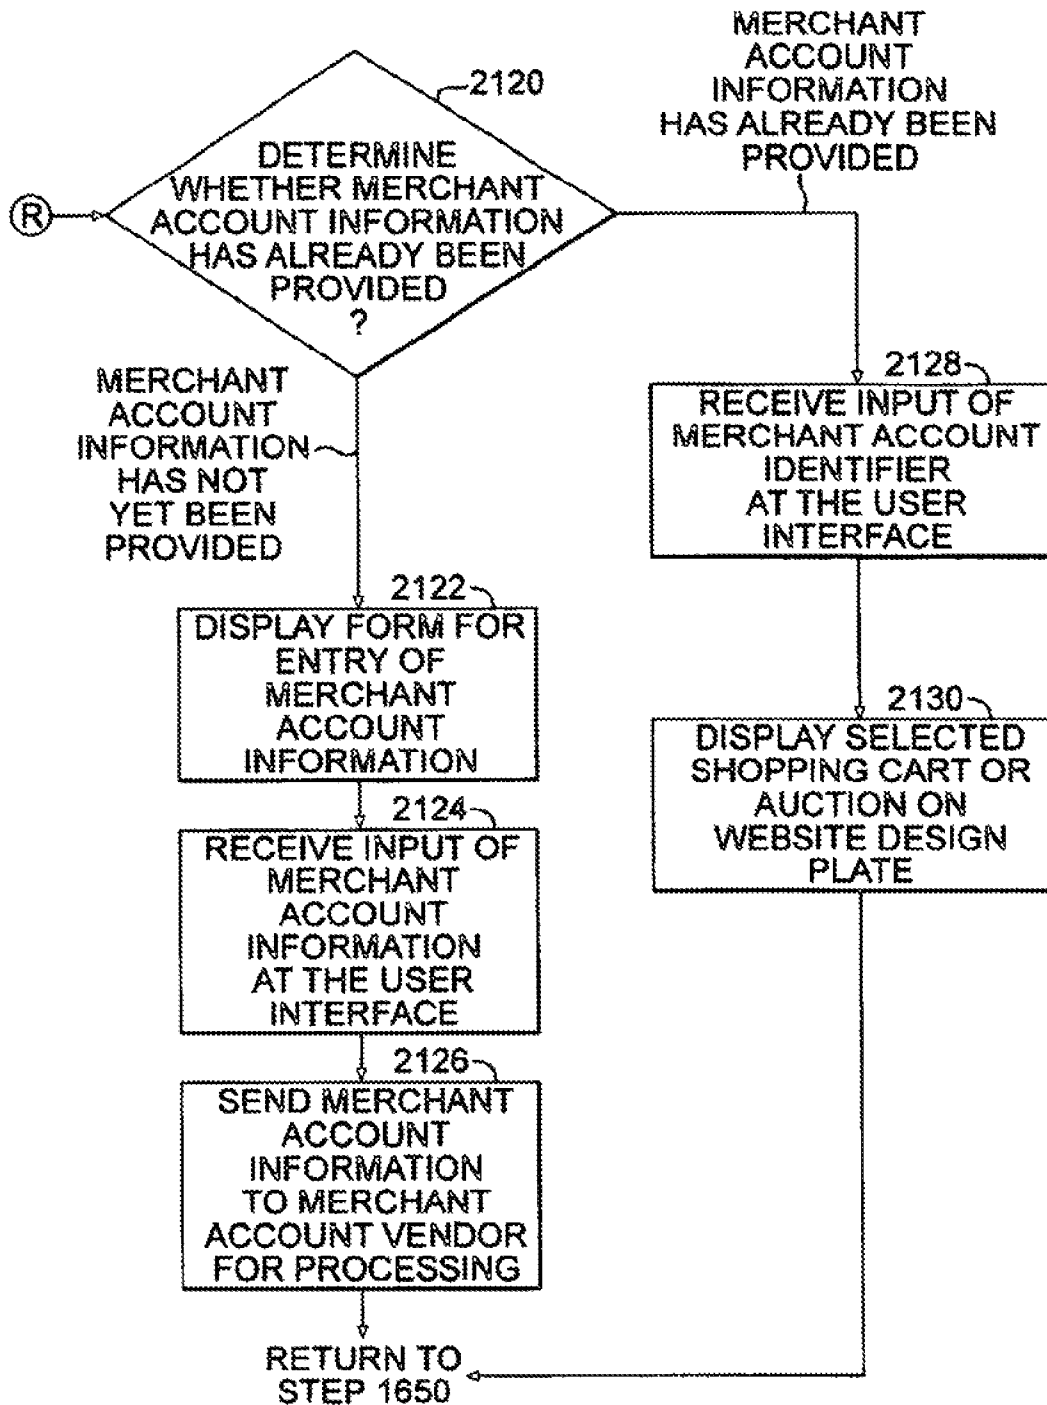 R
2120
DETERMINE
WHETHER MERCHANT
ACCOUNT INFORMATION
HAS ALREADY BEEN
PROVIDED
?
MERCHANT
ACCOUNT
INFORMATION
HAS ALREADY BEEN
PROVIDED
MERCHANT
ACCOUNT
INFORMATION
HAS NOT
YET BEEN
PROVIDED
2122
DISPLAY FORM FOR
ENTRY OF
MERCHANT
ACCOUNT
INFORMATION
2124
RECEIVE INPUT OF
MERCHANT
ACCOUNT
INFORMATION
AT THE USER
INTERFACE
2126
SEND MERCHANT
ACCOUNT
INFORMATION
TO MERCHANT
ACCOUNT VENDOR
FOR PROCESSING
2128
RECEIVE INPUT OF
MERCHANT ACCOUNT
IDENTIFIER
AT THE USER
INTERFACE
2130
DISPLAY SELECTED
SHOPPING CART OR
AUCTION ON
WEBSITE DESIGN
PLATE
RETURN TO
STEP 1650